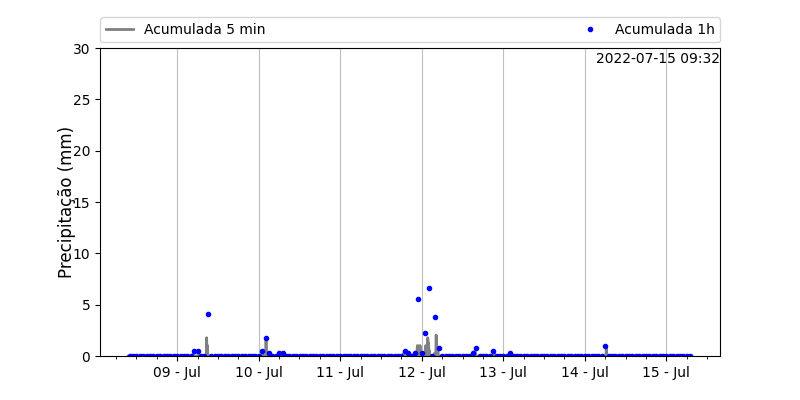 Acumulada 5 min
Acumulada 1h
2022-07-15 09:32
Precipitação (mm)
30
25
20
15
10
5
0
09 - Jul
10 - Jul
11 - Jul
12 - Jul
13 - Jul
14 - Jul
15 - Jul